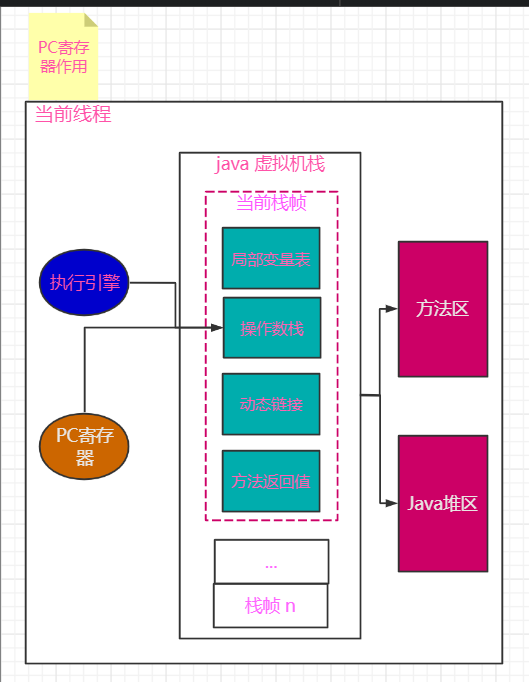 PC寄存
器作用
当前线程
java 虚拟机栈
当前栈帧
局部变量表
执行引擎
操作数栈
方法区
动态链接
PC寄存
器
方法返回值
Java堆区
...
栈帧 n